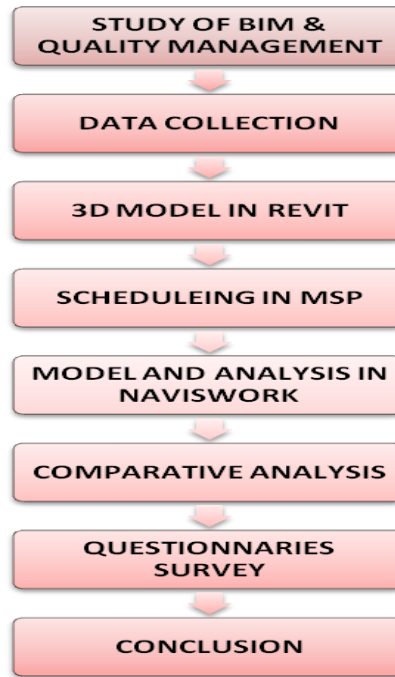 STUDY OF BIM &
QUALITY MANAGEMENT
DATA COLLECTION
3D MODEL IN REVIT
SCHEDULEING IN MSP
MODEL AND ANALYSIS IN
NAVISWORK
COMPARATIVE ANALYSIS
QUESTIONNARIES
SURVEY
CONCLUSION